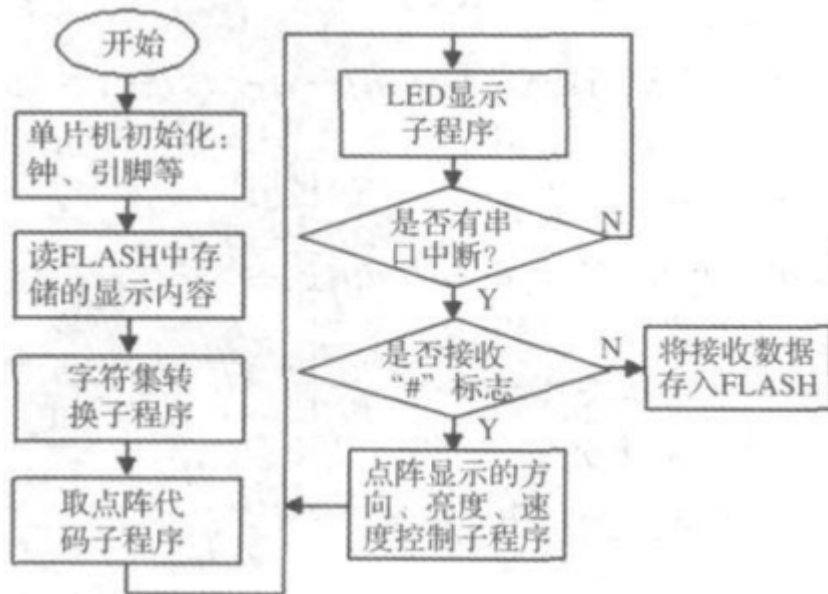 开始
单片机初始化:
钟、引脚等
读FLASH中存
储的显示内容
字符集转
换子程序
取点阵代
码子程序
LED显示
子程序
是否有串
口中断?
N
Y
是否接收
“#”标志
N
Y
将接收数据
存入FLASH
点阵显示的方
向、亮度、速
度控制子程序